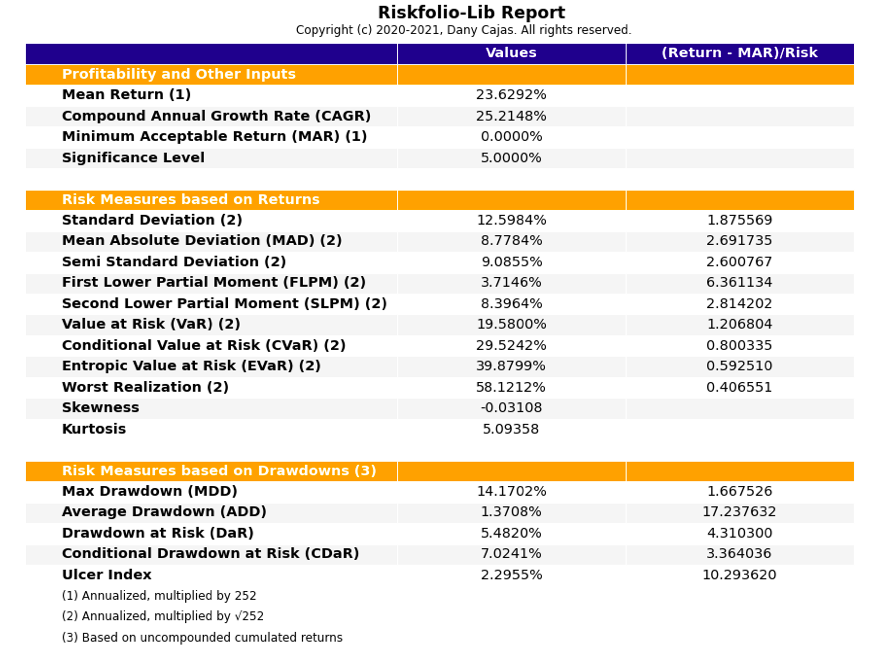 Riskfolio-Lib Report
Copyright (c) 2020-2021, Dany Cajas. All rights reserved.
Values (Return - MAR)/Risk
Profitability and Other Inputs
Mean Return (1) 23.6292%
Compound Annual Growth Rate (CAGR) 25.2148%
Minimum Acceptable Return (MAR) (1) 0.0000%
Significance Level 5.0000%
Risk Measures based on Returns
Standard Deviation (2) 12.5984% 1.875569
Mean Absolute Deviation (MAD) (2) 8.7784% 2.691735
Semi Standard Deviation (2) 9.0855% 2.600767
First Lower Partial Moment (FLPM) (2) 3.7146% 6.361134
Second Lower Partial Moment (SLPM) (2) 8.3964% 2.814202
Value at Risk (VaR) (2) 19.5800% 1.206804
Conditional Value at Risk (CVaR) (2) 29.5242% 0.800335
Entropic Value at Risk (EVaR) (2) 39.8799% 0.592510
Worst Realization (2) 58.1212% 0.406551
Skewness -0.03108
Kurtosis 5.09358
Risk Measures based on Drawdowns (3)
Max Drawdown (MDD) 14.1702% 1.667526
Average Drawdown (ADD) 1.3708% 17.237632
Drawdown at Risk (DaR) 5.4820% 4.310300
Conditional Drawdown at Risk (CDaR) 7.0241% 3.364036
Ulcer Index 2.2955% 10.293620
(1) Annualized, multiplied by 252
(2) Annualized, multiplied by √252
(3) Based on uncompounded cumulated returns